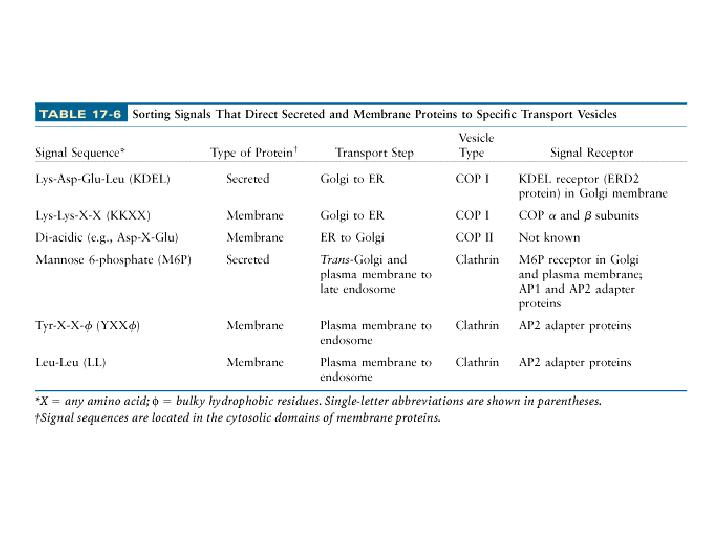 TABLE 17-6 Sorting Signals That Direct Secreted and Membrane Proteins to Specific Transport Vesicles
Signal Sequence* Type of Protein† Transport Step Vesicle Type Signal Receptor
Lys-Asp-Glu-Leu (KDEL) Secreted Golgi to ER COP I KDEL receptor (ERD2
protein) in Golgi membrane
Lys-Lys-X-X (KKXX) Membrane Golgi to ER COP I COP α and β subunits
Di-acidic (e.g., Asp-X-Glu) Membrane ER to Golgi COP II Not known
Mannose 6-phosphate (M6P) Secreted Trans-Golgi and Clathrin M6P receptor in Golgi
plasma membrane to and plasma membrane;
late endosome AP1 and AP2 adapter
proteins
Tyr-X-X-ϕ (YXXϕ) Membrane Plasma membrane to Clathrin AP2 adapter proteins
endosome
Leu-Leu (LL) Membrane Plasma membrane to Clathrin AP2 adapter proteins
endosome
*X = any amino acid; ϕ = bulky hydrophobic residues. Single-letter abbreviations are shown in parentheses.
†Signal sequences are located in the cytosolic domains of membrane proteins.